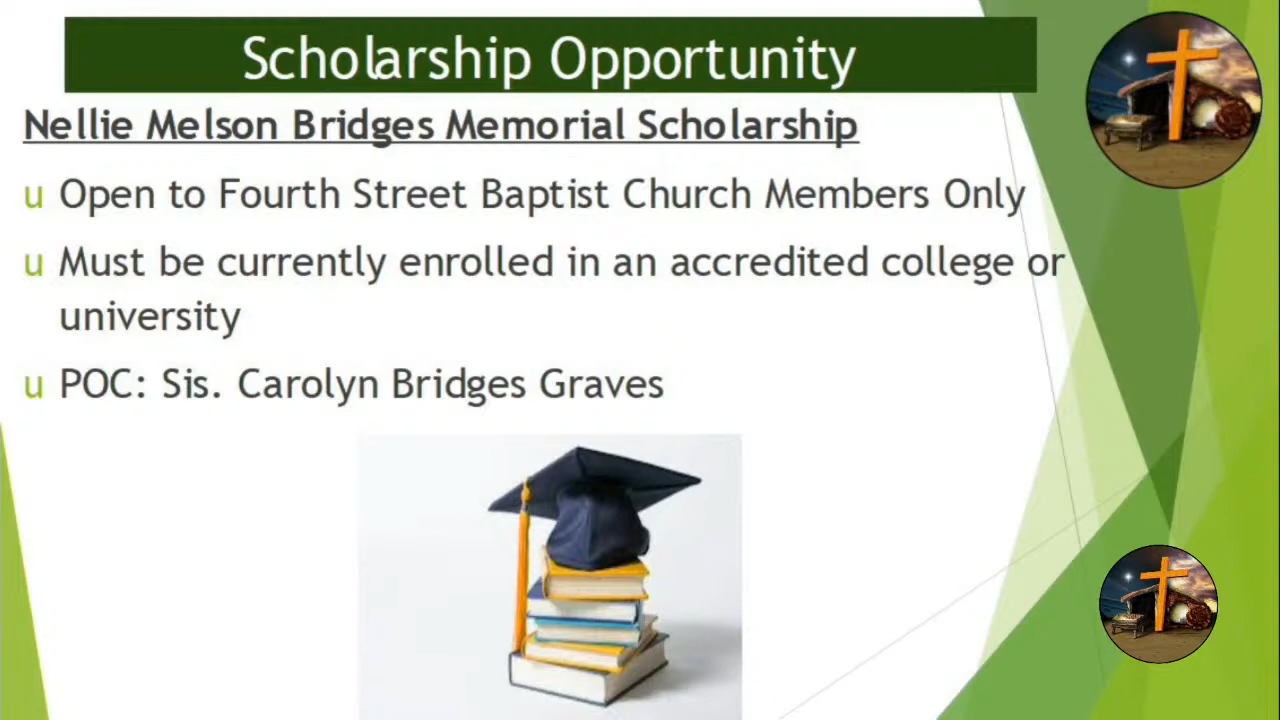 Scholarship Opportunity
Nellie Melson Bridges Memorial Scholarship
u Open to Fourth Street Baptist Church Members Only
u Must be currently enrolled in an accredited college or
university
u POC: Sis. Carolyn Bridges Graves